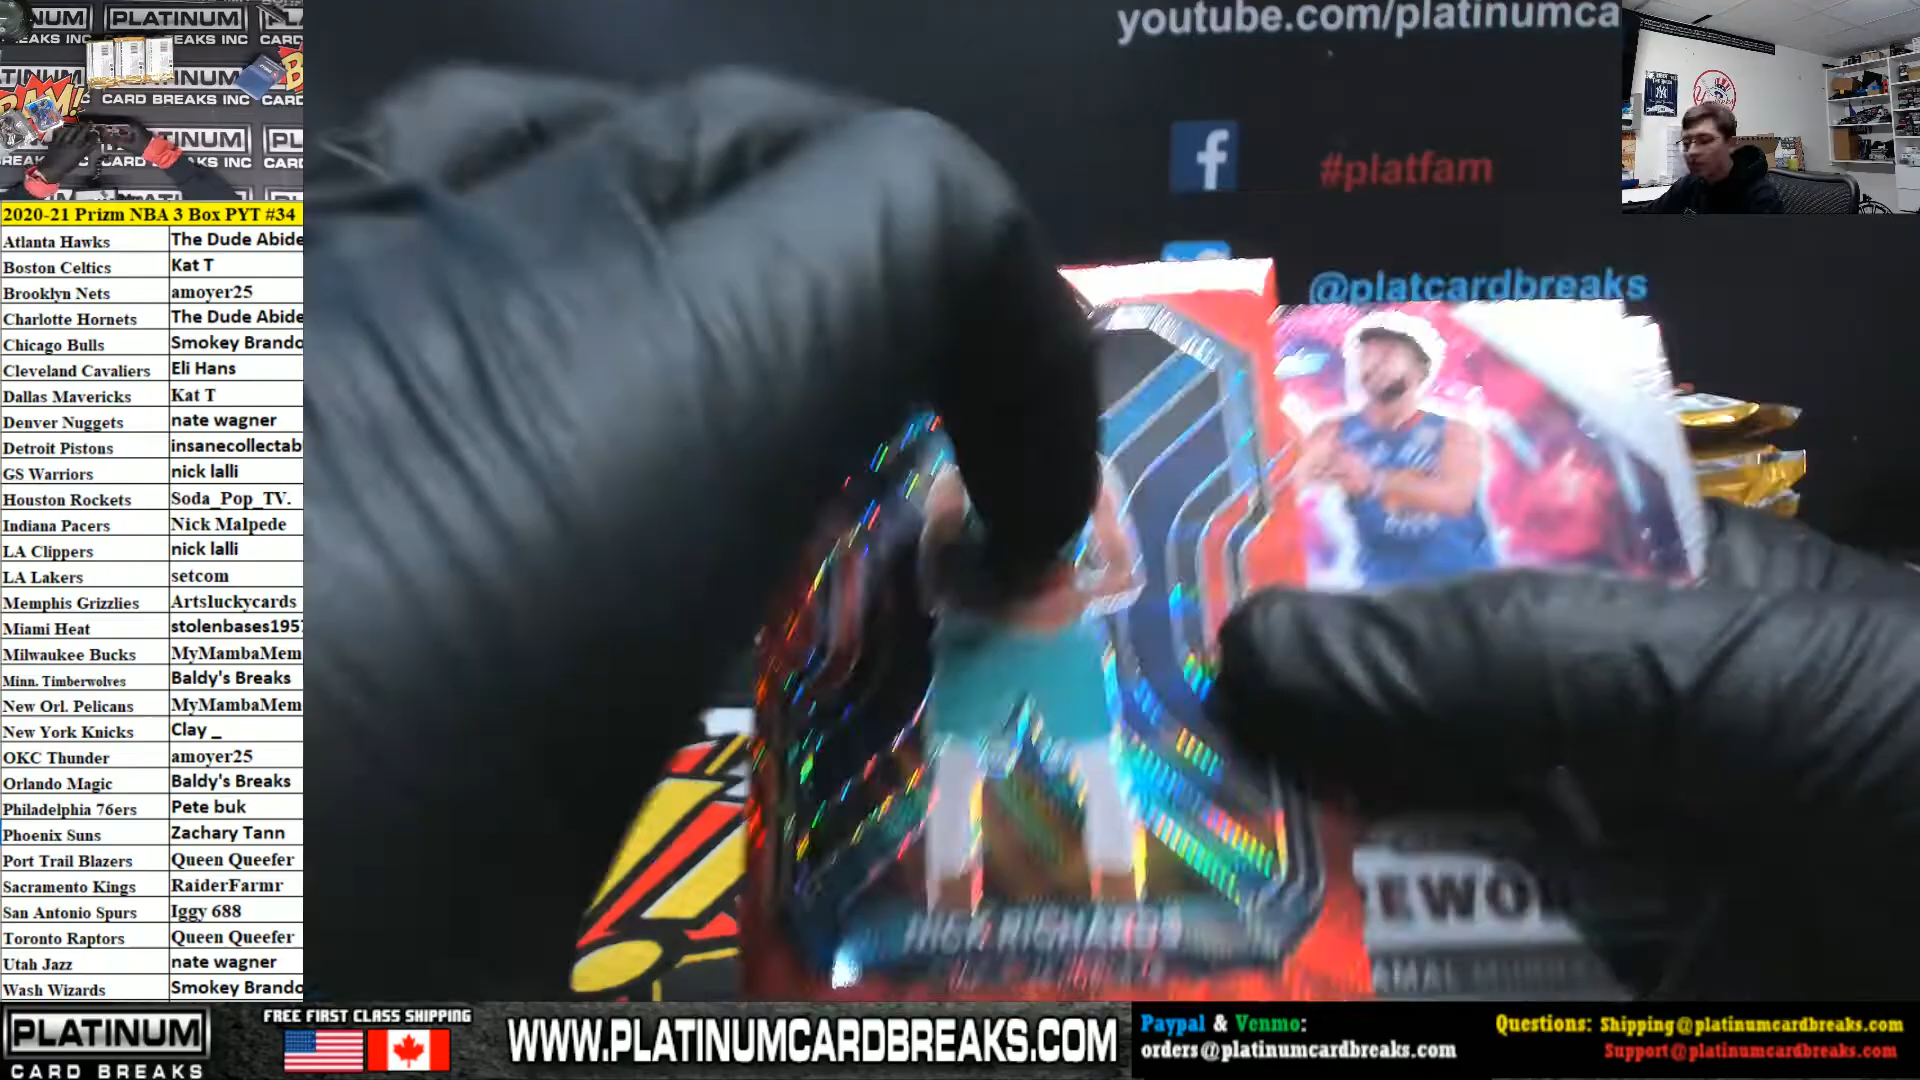 PLATINUM
BREAKS INC
CARD BREAKS INC
BAM!
youtube.com/platinumca
#platfam
@platcardbreaks
2020-21 Prizm NBA 3 Box PYT #34
Atlanta Hawks The Dude Abide
Boston Celtics Kat T
Brooklyn Nets amoyer25
Charlotte Hornets The Dude Abide
Chicago Bulls Smokey Brando
Cleveland Cavaliers Eli Hans
Dallas Mavericks Kat T
Denver Nuggets nate wagner
Detroit Pistons insanecollectab
GS Warriors nick lalli
Houston Rockets Soda_Pop_TV.
Indiana Pacers Nick Malpede
LA Clippers nick lalli
LA Lakers setcom
Memphis Grizzlies Artsluckycards
Miami Heat stolenbases195
Milwaukee Bucks MyMambaMem
Minn. Timberwolves Baldy's Breaks
New Orl. Pelicans MyMambaMem
New York Knicks Clay _
OKC Thunder amoyer25
Orlando Magic Baldy's Breaks
Philadelphia 76ers Pete buk
Phoenix Suns Zachary Tann
Port Trail Blazers Queen Queefer
Sacramento Kings RaiderFarmr
San Antonio Spurs Iggy 688
Toronto Raptors Queen Queefer
Utah Jazz nate wagner
Wash Wizards Smokey Brando
NICK RICHARDS
EWO
AMAL MURRA
PLATINUM
CARD BREAKS
FREE FIRST CLASS SHIPPING
WWW.PLATINUMCARDBREAKS.COM
Paypal & Venmo:
orders@platinumcardbreaks.com
Questions: Shipping@platinumcardbreaks.com
Support@platinumcardbreaks.com